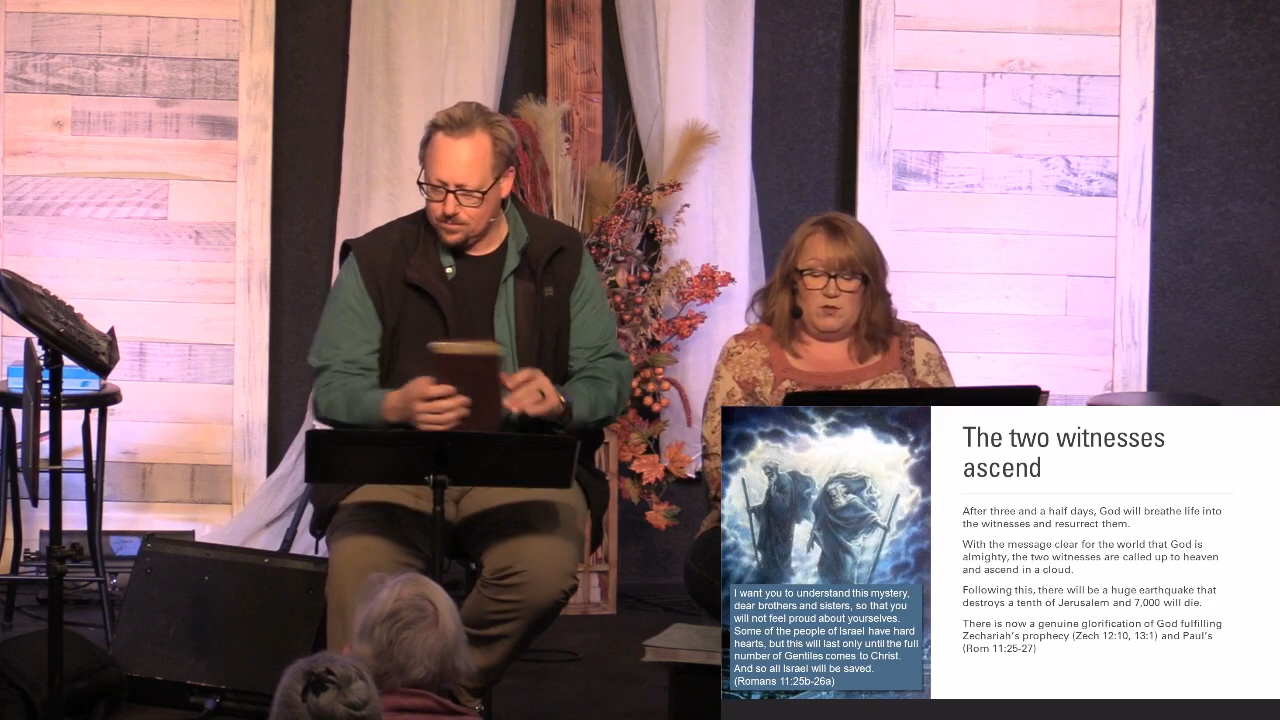 The two witnesses
ascend
After three and a half days, God will breathe life into
the witnesses and resurrect them.
With the message clear for the world that God is
almighty, the two witnesses are called up to heaven
and ascend in a cloud.
Following this, there will be a huge earthquake that
destroys a tenth of Jerusalem and 7,000 will die.
There is now a genuine glorification of God fulfilling
Zechariah's prophecy (Zech 12:10, 13:1) and Paul's
(Rom 11:25-27)
I want you to understand this mystery,
dear brothers and sisters, so that you
will not feel proud about yourselves.
Some of the people of Israel have hard
hearts, but this will last only until the full
number of Gentiles comes to Christ.
And so all Israel will be saved.
(Romans 11:25b-26a)